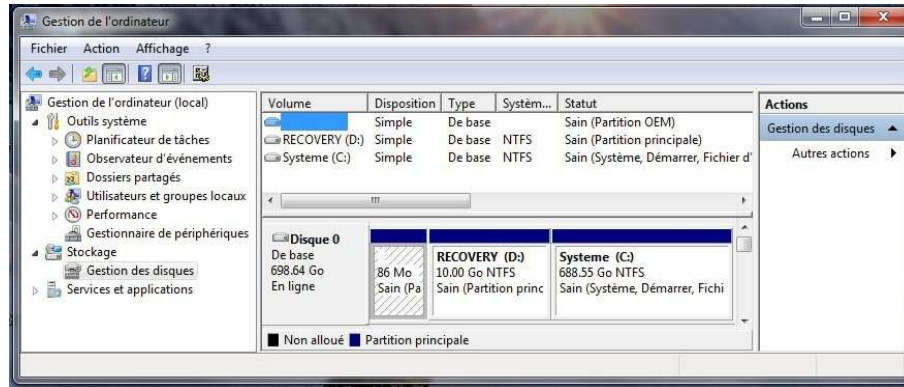 Gestion de l'ordinateur
Fichier Action Affichage ?
Gestion de l'ordinateur (local)
Outils système
Planificateur de tâches
Observateur d'événements
Dossiers partagés
Utilisateurs et groupes locaux
Performance
Gestionnaire de périphériques
Stockage
Gestion des disques
Services et applications
Volume Disposition Type Systèm... Statut
Simple De base Sain (Partition OEM)
RECOVERY (D:) Simple De base NTFS Sain (Partition principale)
Systeme (C:) Simple De base NTFS Sain (Système, Démarrer, Fichier d'
Disque 0
De base
698.64 Go
En ligne
86 Mo
Sain (Pa
RECOVERY (D:)
10.00 Go NTFS
Sain (Partition princ
Systeme (C:)
688.55 Go NTFS
Sain (Système, Démarrer, Fichi
Non alloué Partition principale
Actions
Gestion des disques
Autres actions